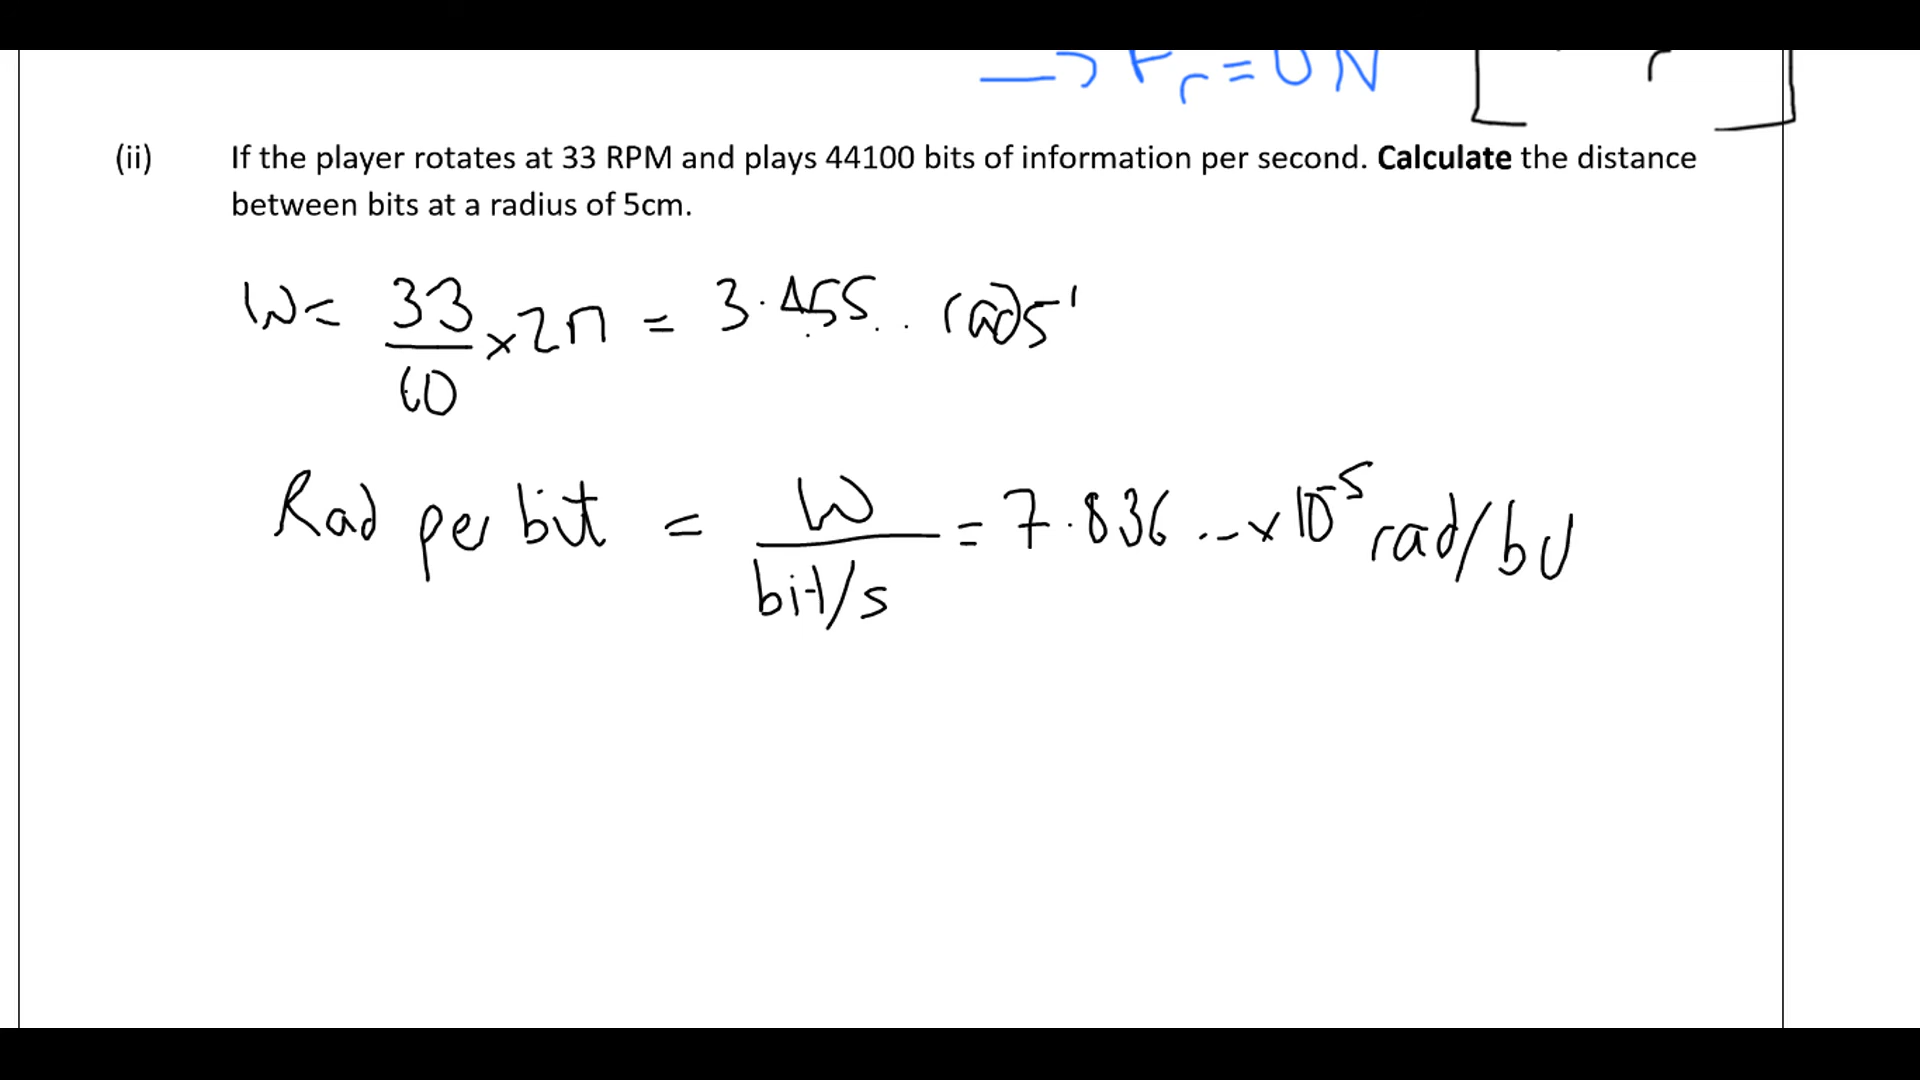 → Fr = 0N
r
(ii) If the player rotates at 33 RPM and plays 44100 bits of information per second. Calculate the distance
between bits at a radius of 5cm.
W = 33/60 × 2π = 3.455.. rads⁻¹
Rad per bit = W / bit/s = 7.836... × 10⁻⁵ rad/bit